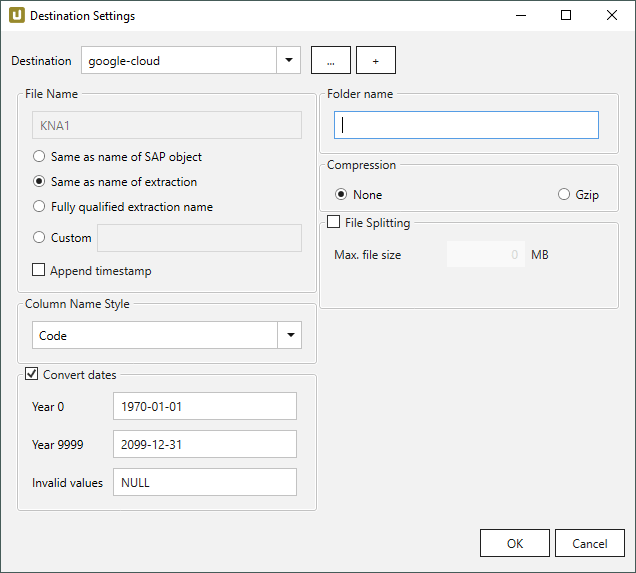 Destination Settings
Destination
google-cloud
...
+
File Name
KNA1
Same as name of SAP object
Same as name of extraction
Fully qualified extraction name
Custom
Append timestamp
Column Name Style
Code
Convert dates
Year 0
1970-01-01
Year 9999
2099-12-31
Invalid values
NULL
Folder name
Compression
None
Gzip
File Splitting
Max. file size
0
MB
OK
Cancel